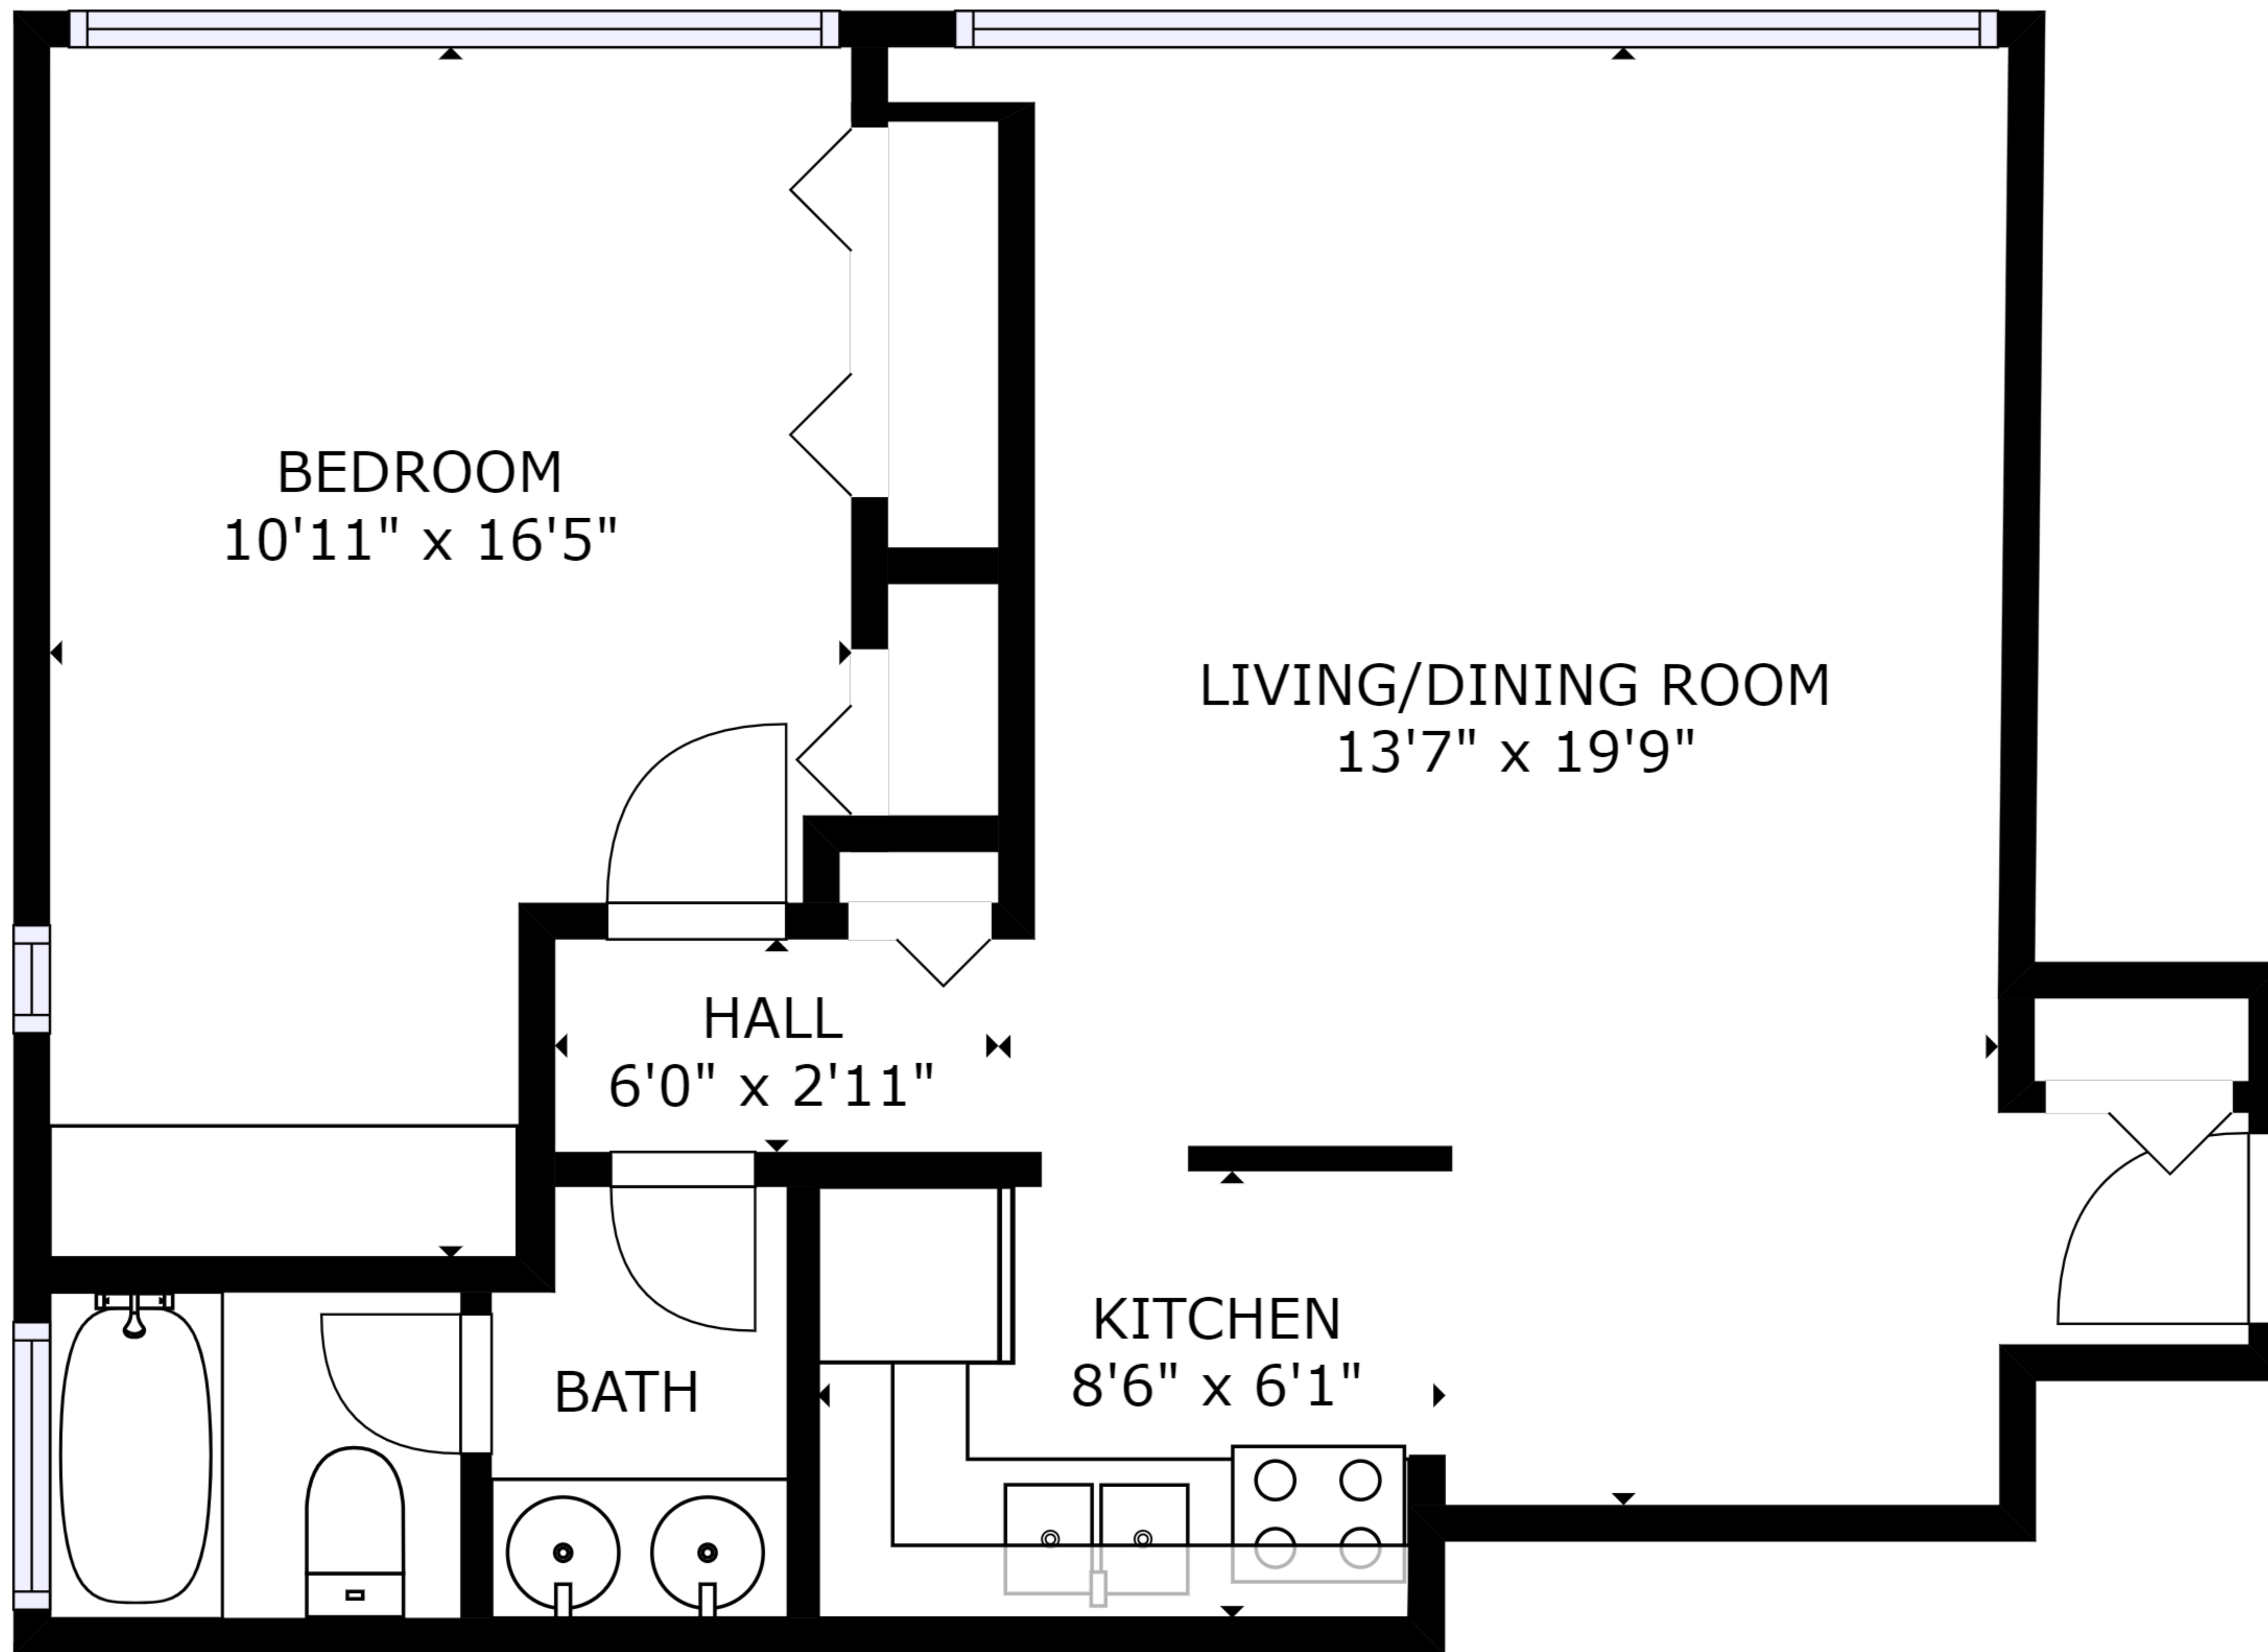 BEDROOM
10'11" x 16'5"
LIVING/DINING ROOM
13'7" x 19'9"
HALL
6'0" x 2'11"
KITCHEN
8'6" x 6'1"
BATH